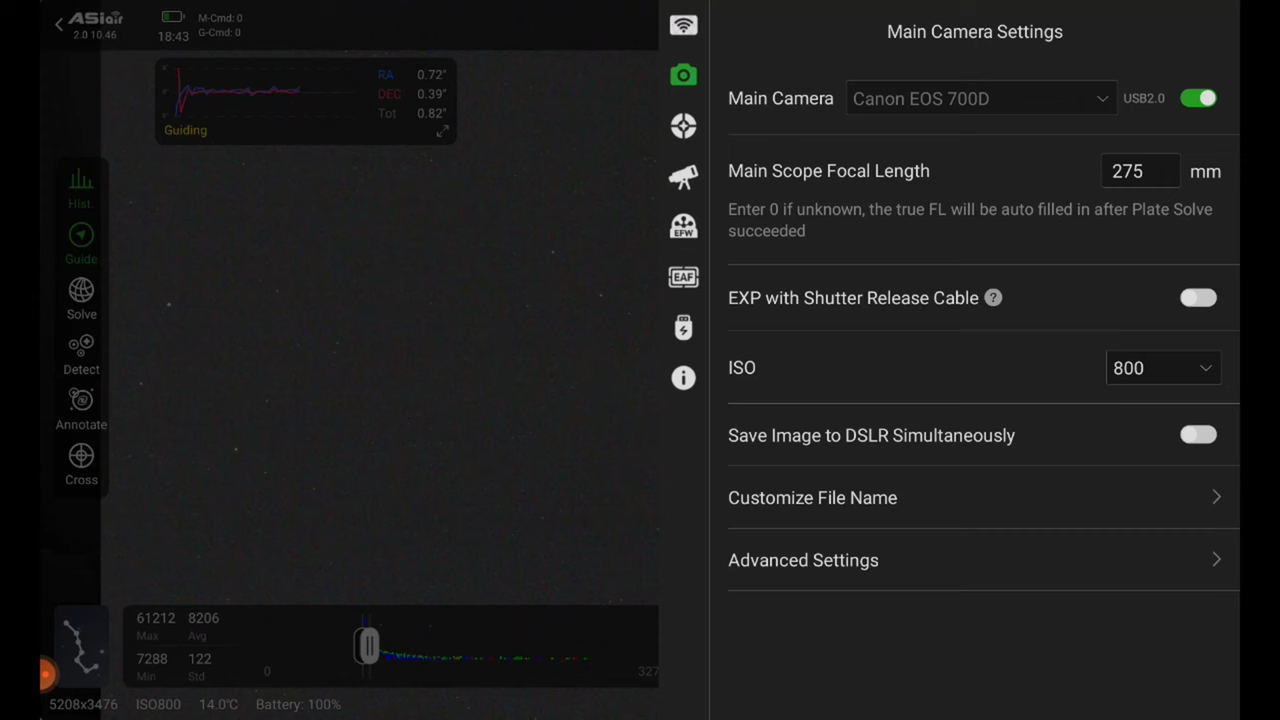 ASIair
2.0 10.46
18:43
M-Cmd: 0
G-Cmd: 0
RA 0.72"
DEC 0.39"
Tot 0.82"
Guiding
Hist.
Guide
Solve
Detect
Annotate
Cross
61212 8206
Max Avg
7288 122
Min Std
0
327
5208x3476 ISO800 14.0℃ Battery: 100%
EFW
EAF
Main Camera Settings
Main Camera Canon EOS 700D USB2.0
Main Scope Focal Length 275 mm
Enter 0 if unknown, the true FL will be auto filled in after Plate Solve
succeeded
EXP with Shutter Release Cable ?
ISO 800
Save Image to DSLR Simultaneously
Customize File Name
Advanced Settings